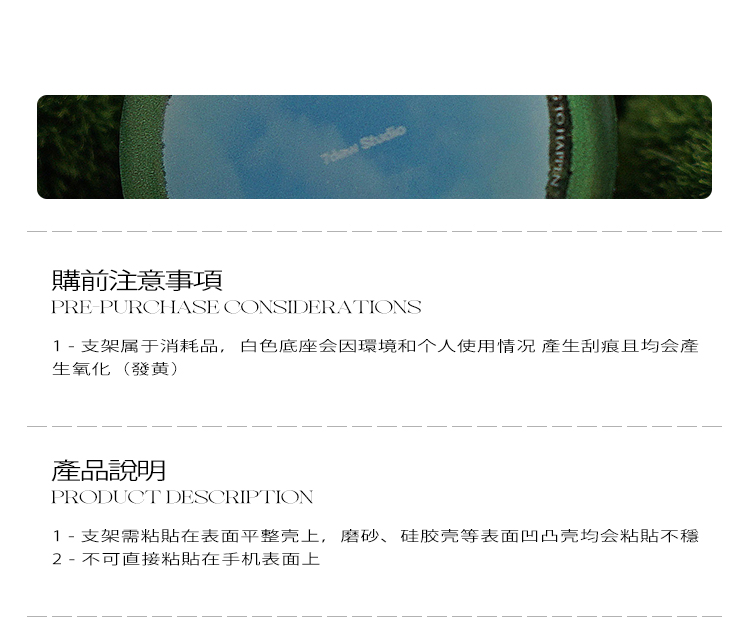 7daw Studio
購前注意事項
PRE-PURCHASE CONSIDERATIONS
1 - 支架属于消耗品，白色底座会因環境和个人使用情况 產生刮痕且均会產
生氧化（發黃）
產品說明
PRODUCT DESCRIPTION
1 - 支架需粘貼在表面平整壳上，磨砂、硅胶壳等表面凹凸壳均会粘貼不穩
2 - 不可直接粘貼在手机表面上